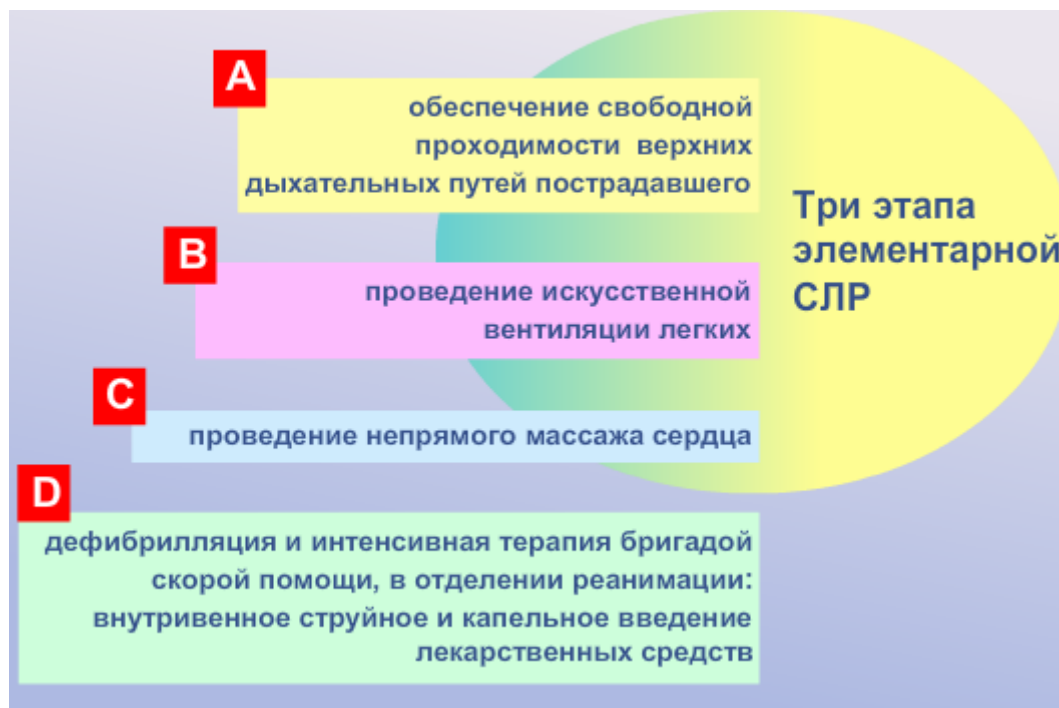 A
обеспечение свободной
проходимости верхних
дыхательных путей пострадавшего
B
проведение искусственной
вентиляции легких
C
проведение непрямого массажа сердца
D
дефибрилляция и интенсивная терапия бригадой
скорой помощи, в отделении реанимации:
внутривенное струйное и капельное введение
лекарственных средств
Три этапа
элементарной
СЛР